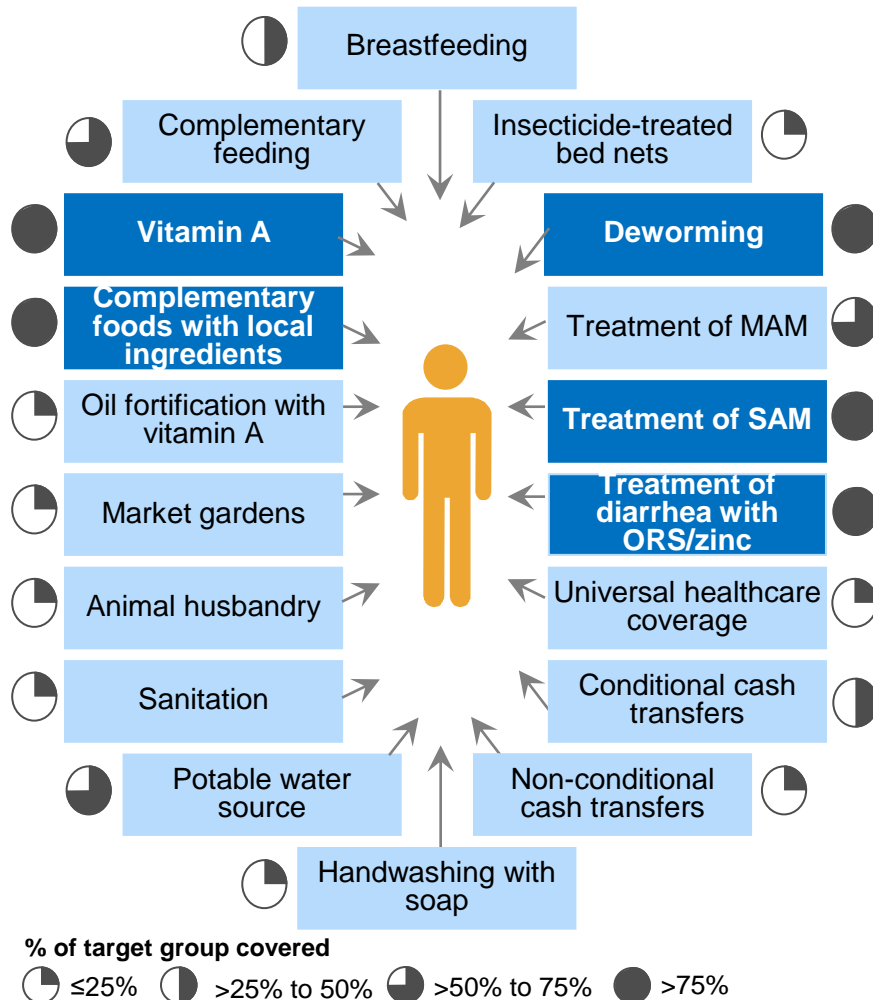 Breastfeeding
Complementary
feeding
Insecticide-treated
bed nets
Vitamin A
Deworming
Complementary
foods with local
ingredients
Treatment of MAM
Oil fortification with
vitamin A
Treatment of SAM
Market gardens
Treatment of
diarrhea with
ORS/zinc
Animal husbandry
Universal healthcare
coverage
Sanitation
Conditional cash
transfers
Potable water
source
Non-conditional
cash transfers
Handwashing with
soap
% of target group covered
≤25% >25% to 50% >50% to 75% >75%